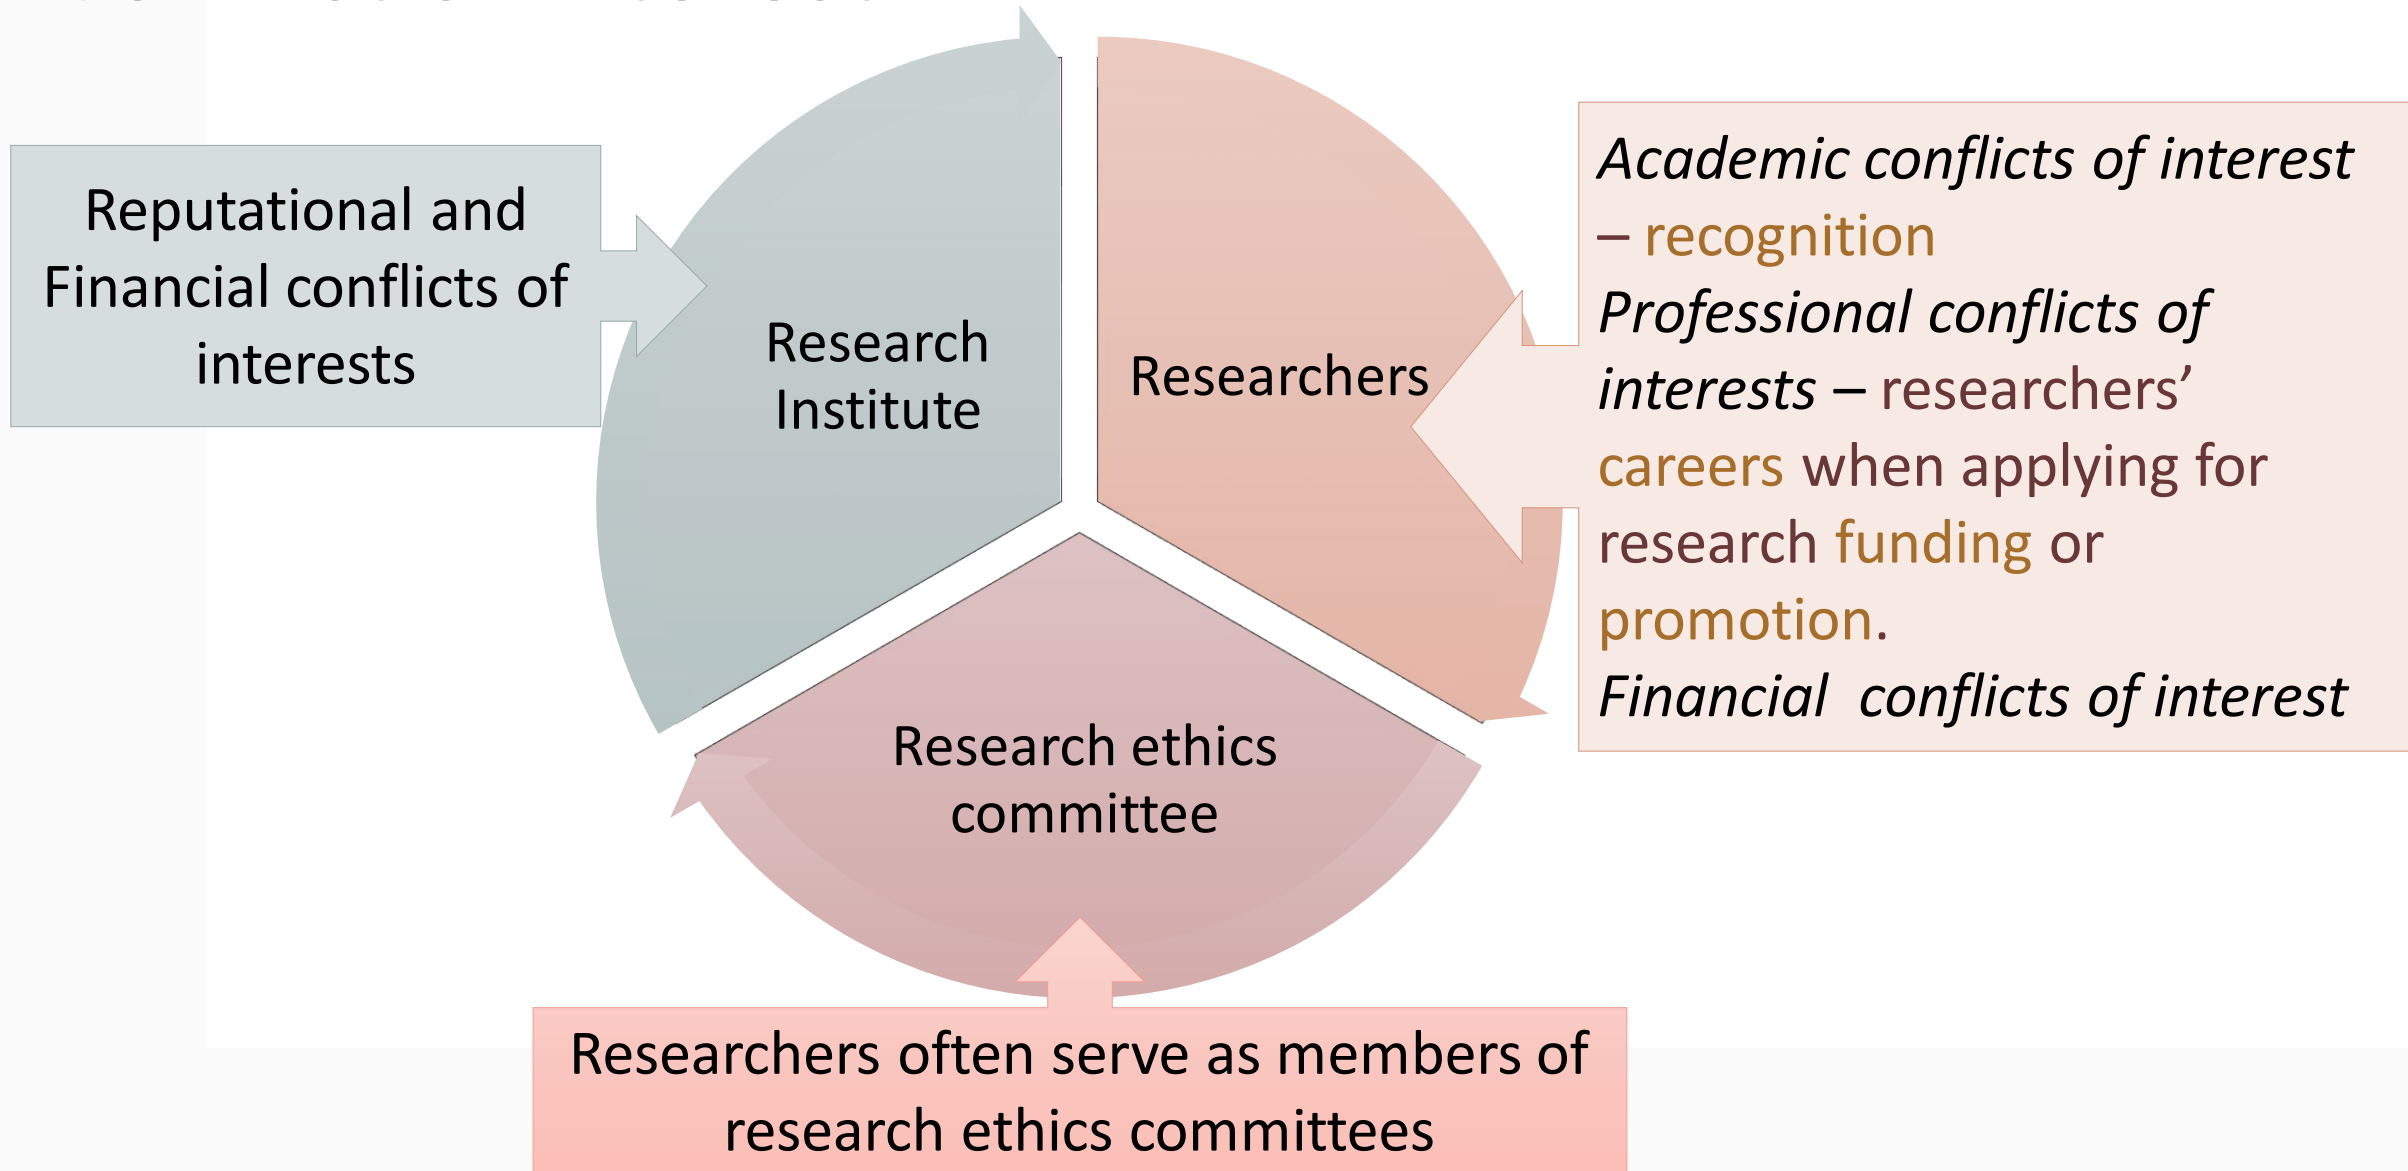 Reputational and
Financial conflicts of
interests
Research
Institute
Researchers
Academic conflicts of interest
– recognition
Professional conflicts of
interests – researchers’
careers when applying for
research funding or
promotion.
Financial  conflicts of interest
Research ethics
committee
Researchers often serve as members of
research ethics committees